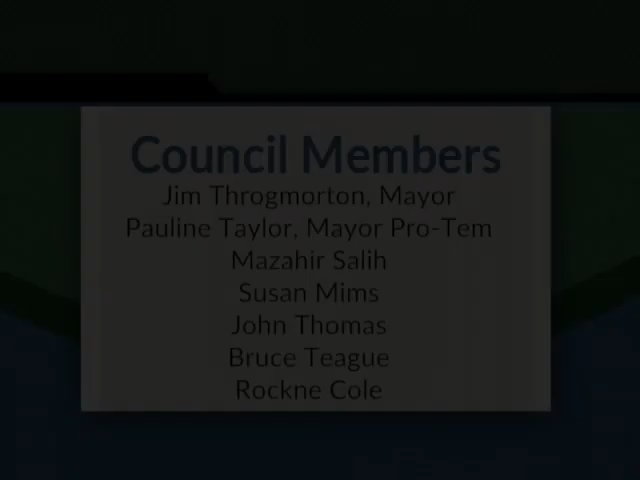 Council Members
Jim Throgmorton, Mayor
Pauline Taylor, Mayor Pro-Tem
Mazahir Salih
Susan Mims
John Thomas
Bruce Teague
Rockne Cole